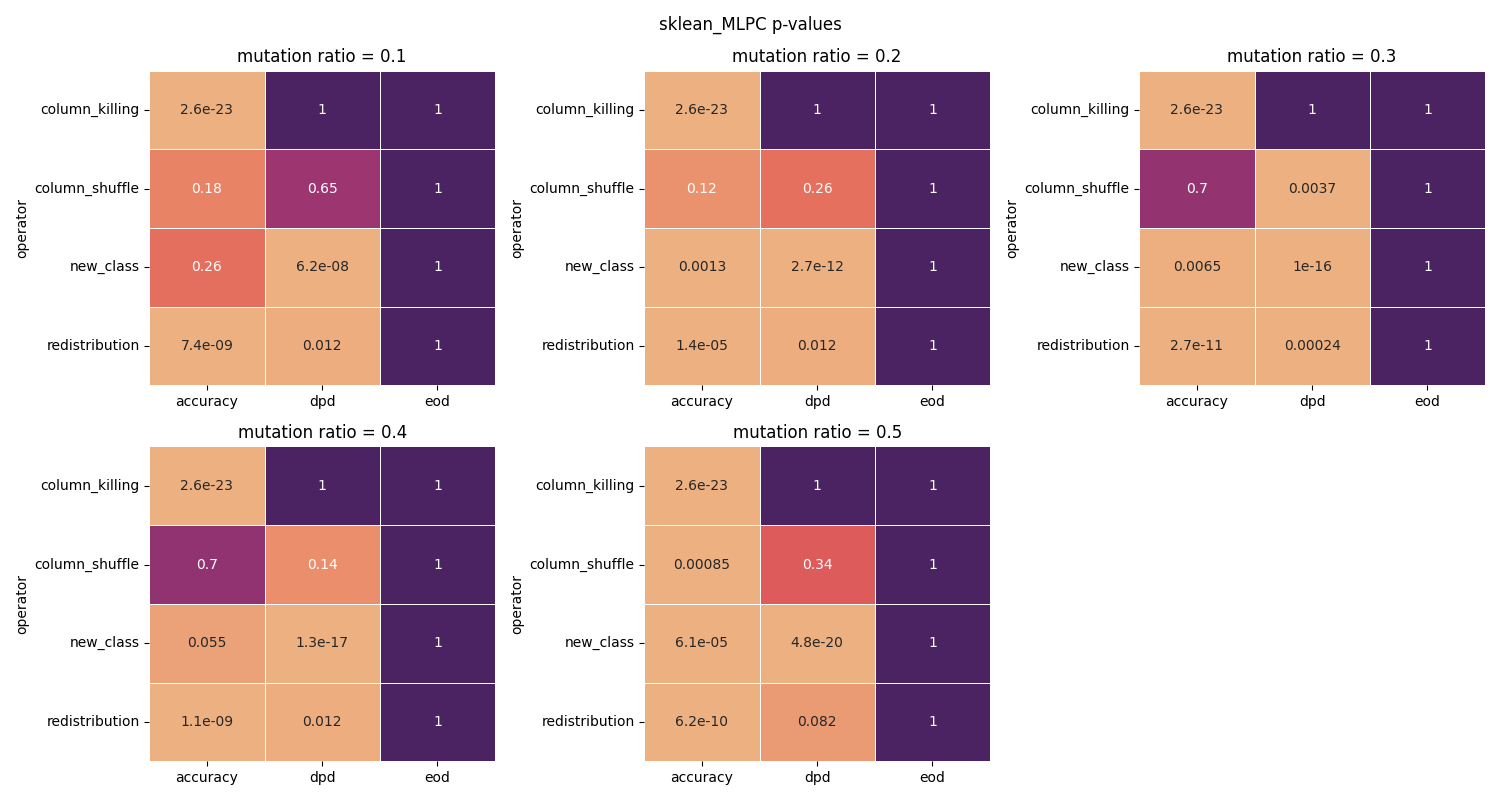 sklean_MLPC p-values
mutation ratio = 0.1
operator
column_killing 2.6e-23 1 1
column_shuffle 0.18 0.65 1
new_class 0.26 6.2e-08 1
redistribution 7.4e-09 0.012 1
accuracy dpd eod
mutation ratio = 0.2
operator
column_killing 2.6e-23 1 1
column_shuffle 0.12 0.26 1
new_class 0.0013 2.7e-12 1
redistribution 1.4e-05 0.012 1
accuracy dpd eod
mutation ratio = 0.3
operator
column_killing 2.6e-23 1 1
column_shuffle 0.7 0.0037 1
new_class 0.0065 1e-16 1
redistribution 2.7e-11 0.00024 1
accuracy dpd eod
mutation ratio = 0.4
operator
column_killing 2.6e-23 1 1
column_shuffle 0.7 0.14 1
new_class 0.055 1.3e-17 1
redistribution 1.1e-09 0.012 1
accuracy dpd eod
mutation ratio = 0.5
operator
column_killing 2.6e-23 1 1
column_shuffle 0.00085 0.34 1
new_class 6.1e-05 4.8e-20 1
redistribution 6.2e-10 0.082 1
accuracy dpd eod